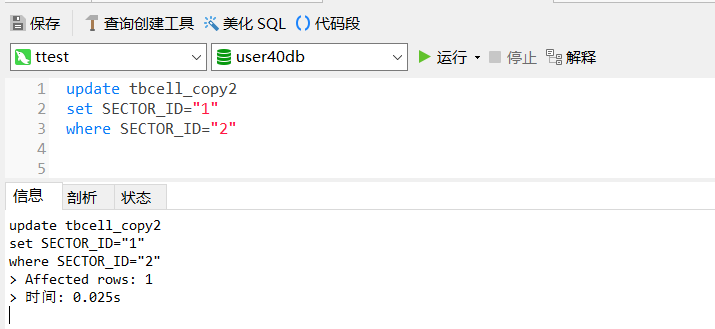 保存 查询创建工具 美化 SQL () 代码段
ttest user40db 运行 停止 解释
1 update tbcell_copy2
2 set SECTOR_ID="1"
3 where SECTOR_ID="2"
4
5
信息 剖析 状态
update tbcell_copy2
set SECTOR_ID="1"
where SECTOR_ID="2"
> Affected rows: 1
> 时间: 0.025s